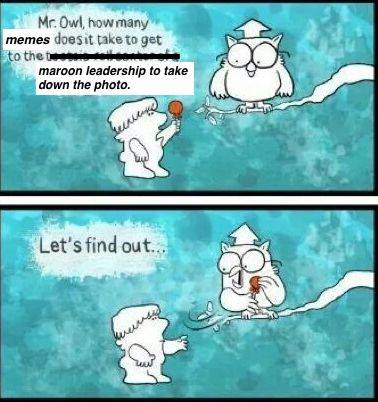 Mr. Owl, how many
memes does it take to get
to the
maroon leadership to take
down the photo.
Let's find out...